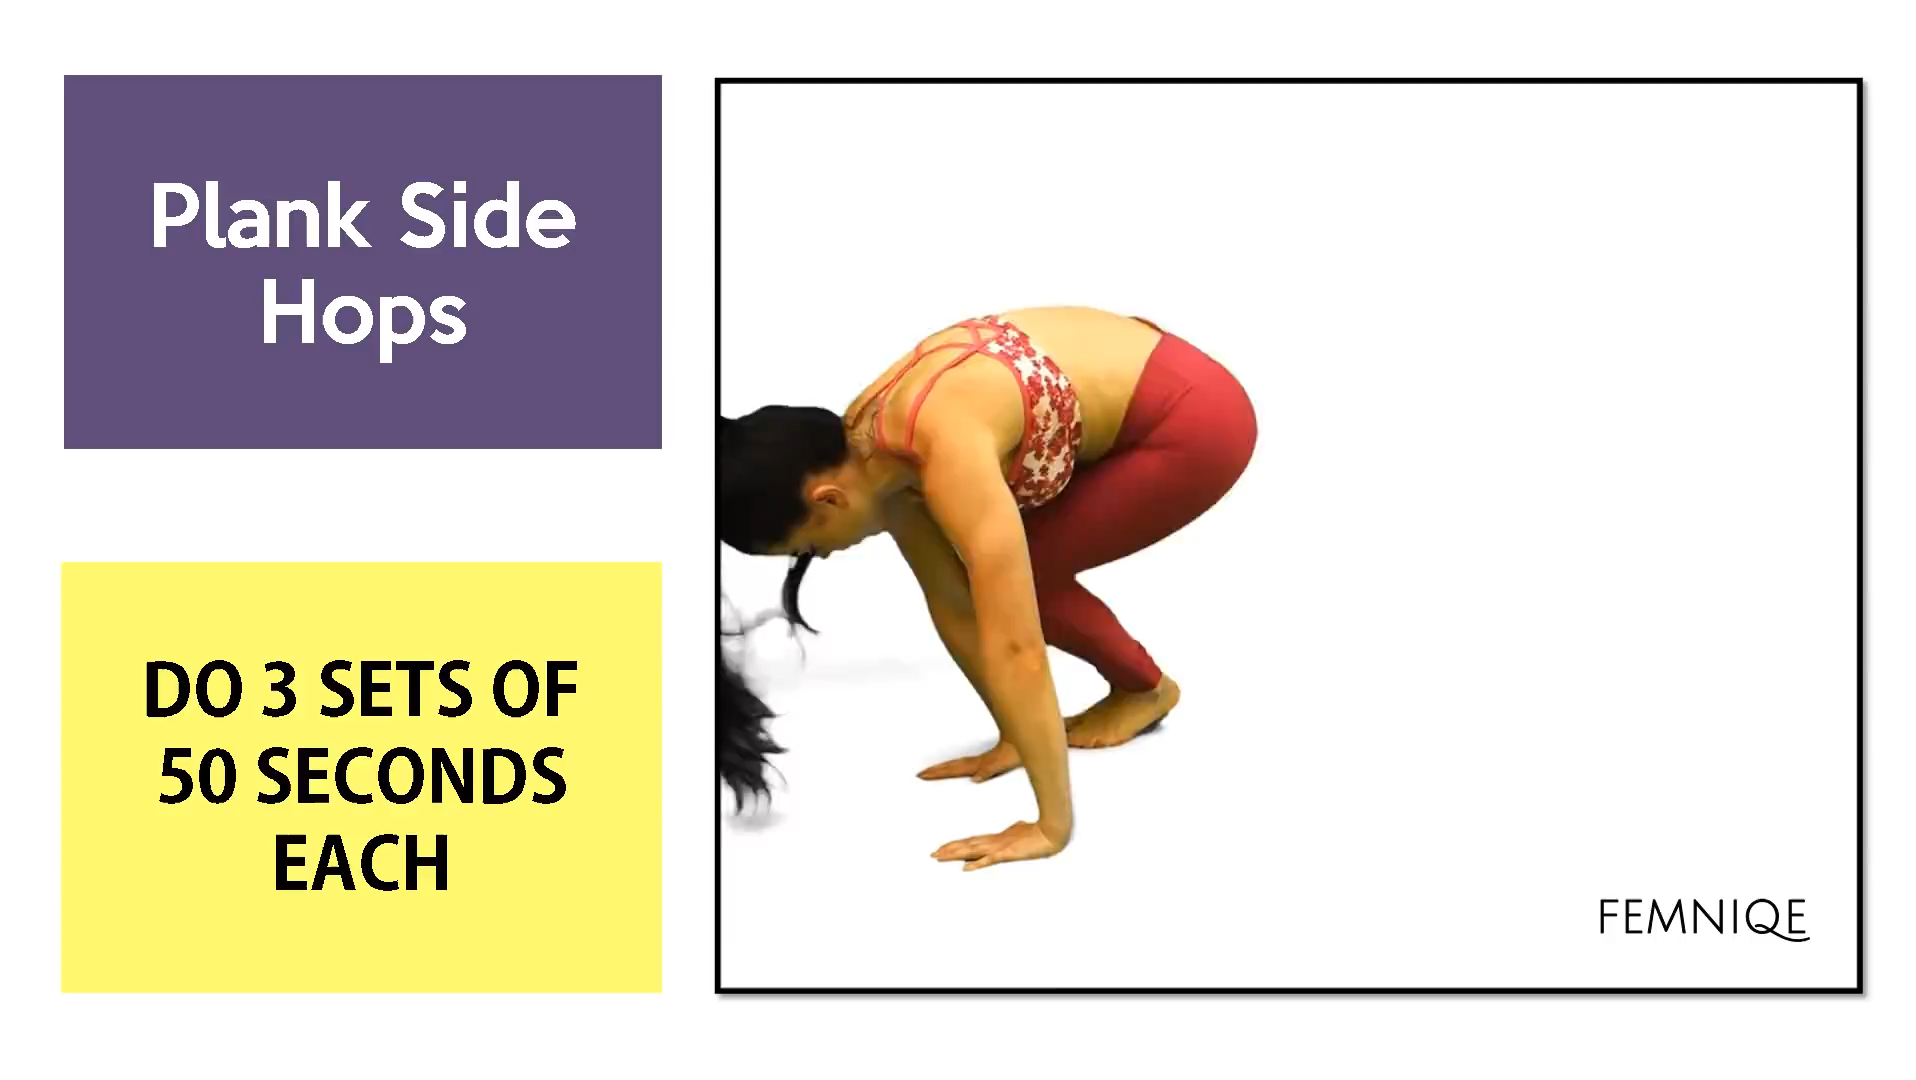 Plank Side
Hops
DO 3 SETS OF
50 SECONDS
EACH
FEMNIQE